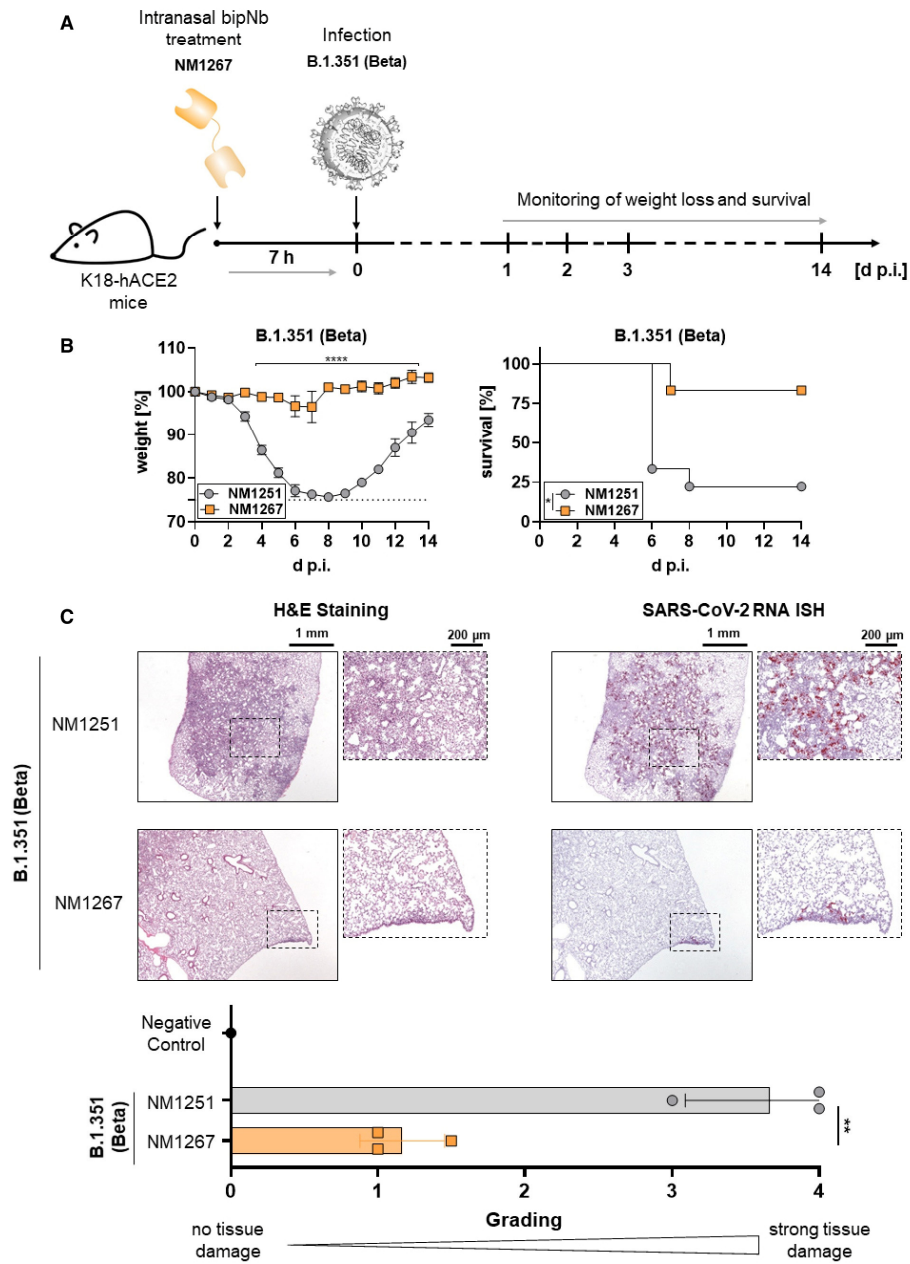 A
Intranasal bipNb
treatment
NM1267
Infection
B.1.351 (Beta)
Monitoring of weight loss and survival
7 h
0
1
2
3
14
[d p.i.]
K18-hACE2
mice
B
B.1.351 (Beta)
110
100
90
80
70
weight [%]
****
NM1251
NM1267
0 2 4 6 8 10 12 14
d p.i.
B.1.351 (Beta)
100
75
50
25
0
survival [%]
*
NM1251
NM1267
0 2 4 6 8 10 12 14
d p.i.
C
H&E Staining
SARS-CoV-2 RNA ISH
1 mm
200 µm
1 mm
200 µm
B.1.351 (Beta)
NM1251
NM1267
Negative
Control
B.1.351
(Beta)
NM1251
NM1267
**
0 1 2 3 4
Grading
no tissue
damage
strong tissue
damage